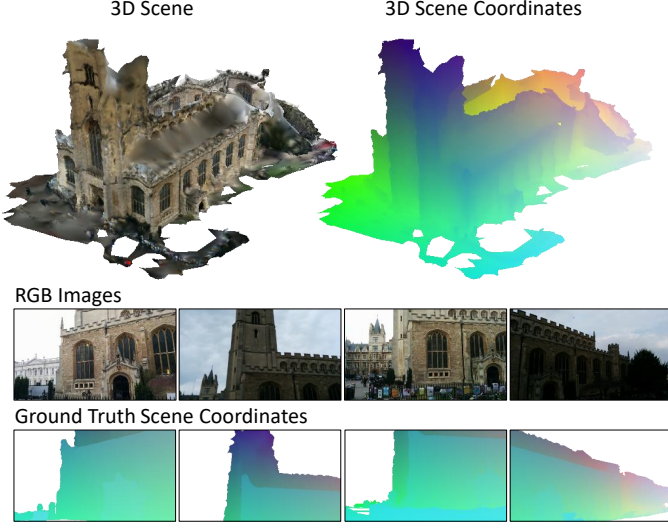 3D Scene
3D Scene Coordinates
RGB Images
Ground Truth Scene Coordinates